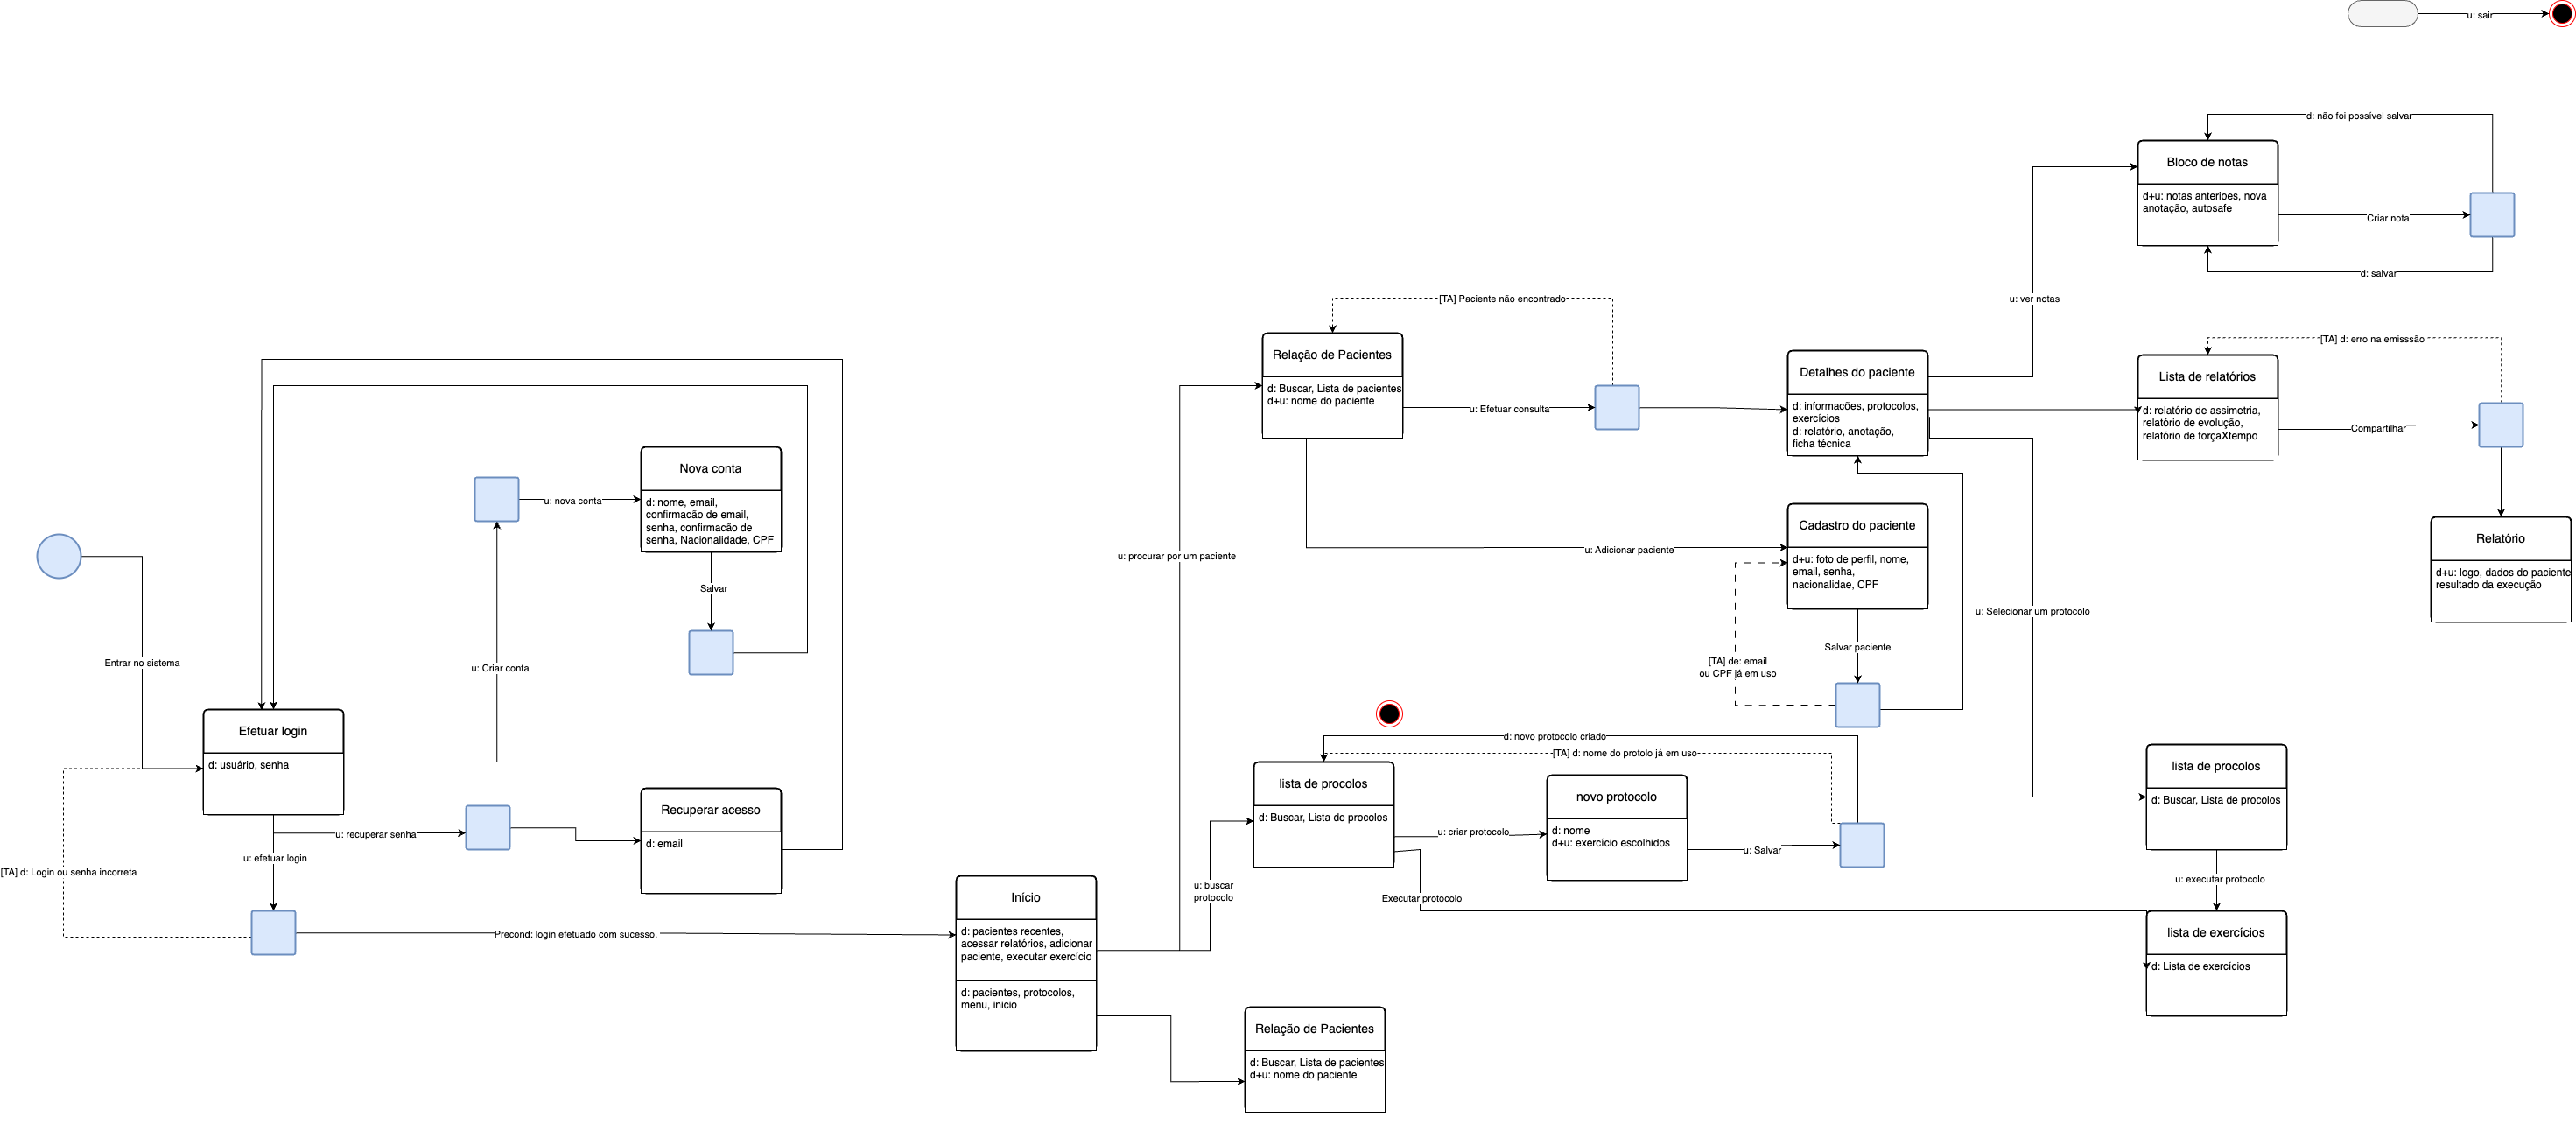 u: sair
d: não foi possível salvar
Bloco de notas
d+u: notas anterioes, nova
anotação, autosafe
Criar nota
d: salvar
u: ver notas
[TA] Paciente não encontrado
Relação de Pacientes
d: Buscar, Lista de pacientes
d+u: nome do paciente
u: Efetuar consulta
Detalhes do paciente
d: informacões, protocolos,
exercícios
d: relatório, anotação,
ficha técnica
[TA] d: erro na emisssão
Lista de relatórios
d: relatório de assimetria,
relatório de evolução,
relatório de forçaXtempo
Compartilhar
Relatório
d+u: logo, dados do paciente
resultado da execução
Nova conta
d: nome, email,
confirmacão de email,
senha, confirmacão de
senha, Nacionalidade, CPF
u: nova conta
Salvar
u: Criar conta
Entrar no sistema
Efetuar login
d: usuário, senha
u: recuperar senha
u: efetuar login
[TA] d: Login ou senha incorreta
Recuperar acesso
d: email
Precond: login efetuado com sucesso.
u: procurar por um paciente
u: Adicionar paciente
Cadastro do paciente
d+u: foto de perfil, nome,
email, senha,
nacionalidae, CPF
Salvar paciente
[TA] de: email
ou CPF já em uso
u: Selecionar um protocolo
d: novo protocolo criado
[TA] d: nome do protolo já em uso
lista de procolos
d: Buscar, Lista de procolos
u: criar protocolo
novo protocolo
d: nome
d+u: exercício escolhidos
u: Salvar
u: buscar
protocolo
Executar protocolo
lista de procolos
d: Buscar, Lista de procolos
u: executar protocolo
lista de exercícios
d: Lista de exercícios
Início
d: pacientes recentes,
acessar relatórios, adicionar
paciente, executar exercício
d: pacientes, protocolos,
menu, inicio
Relação de Pacientes
d: Buscar, Lista de pacientes
d+u: nome do paciente